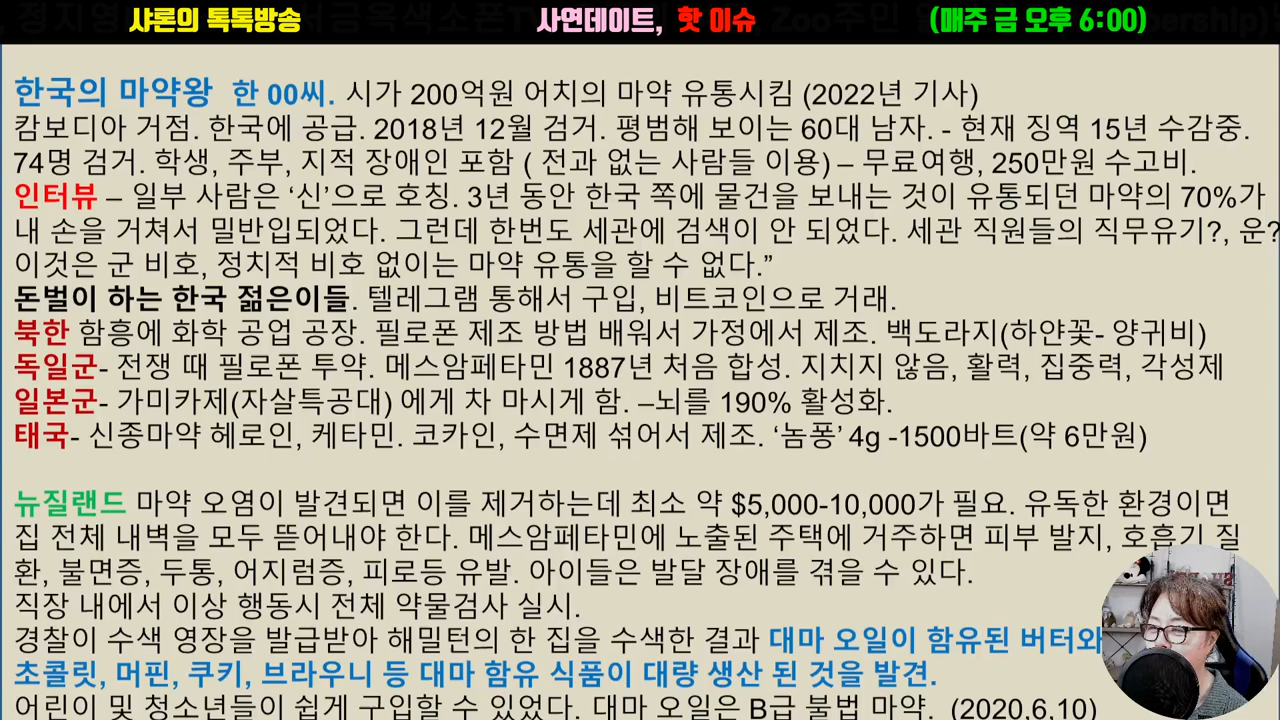 샤론의 톡톡방송 사연데이트, 핫 이슈 (매주 금 오후 6:00)
한국의 마약왕 한 00씨. 시가 200억원 어치의 마약 유통시킴 (2022년 기사)
캄보디아 거점. 한국에 공급. 2018년 12월 검거. 평범해 보이는 60대 남자. - 현재 징역 15년 수감중.
74명 검거. 학생, 주부, 지적 장애인 포함 ( 전과 없는 사람들 이용) – 무료여행, 250만원 수고비.
인터뷰 – 일부 사람은 ‘신’으로 호칭. 3년 동안 한국 쪽에 물건을 보내는 것이 유통되던 마약의 70%가
내 손을 거쳐서 밀반입되었다. 그런데 한번도 세관에 검색이 안 되었다. 세관 직원들의 직무유기?, 운?
이것은 군 비호, 정치적 비호 없이는 마약 유통을 할 수 없다.”
돈벌이 하는 한국 젊은이들. 텔레그램 통해서 구입, 비트코인으로 거래.
북한 함흥에 화학 공업 공장. 필로폰 제조 방법 배워서 가정에서 제조. 백도라지(하얀꽃- 양귀비)
독일군- 전쟁 때 필로폰 투약. 메스암페타민 1887년 처음 합성. 지치지 않음, 활력, 집중력, 각성제
일본군- 가미카제(자살특공대) 에게 차 마시게 함. –뇌를 190% 활성화.
태국- 신종마약 헤로인, 케타민. 코카인, 수면제 섞어서 제조. ‘놈퐁’ 4g -1500바트(약 6만원)
뉴질랜드 마약 오염이 발견되면 이를 제거하는데 최소 약 $5,000-10,000가 필요. 유독한 환경이면
집 전체 내벽을 모두 뜯어내야 한다. 메스암페타민에 노출된 주택에 거주하면 피부 발지, 호흡기 질
환, 불면증, 두통, 어지럼증, 피로등 유발. 아이들은 발달 장애를 겪을 수 있다.
직장 내에서 이상 행동시 전체 약물검사 실시.
경찰이 수색 영장을 발급받아 해밀턴의 한 집을 수색한 결과 대마 오일이 함유된 버터와
초콜릿, 머핀, 쿠키, 브라우니 등 대마 함유 식품이 대량 생산 된 것을 발견.
어린이 및 청소년들이 쉽게 구입할 수 있었다. 대마 오일은 B급 불법 마약. (2020,6,10)